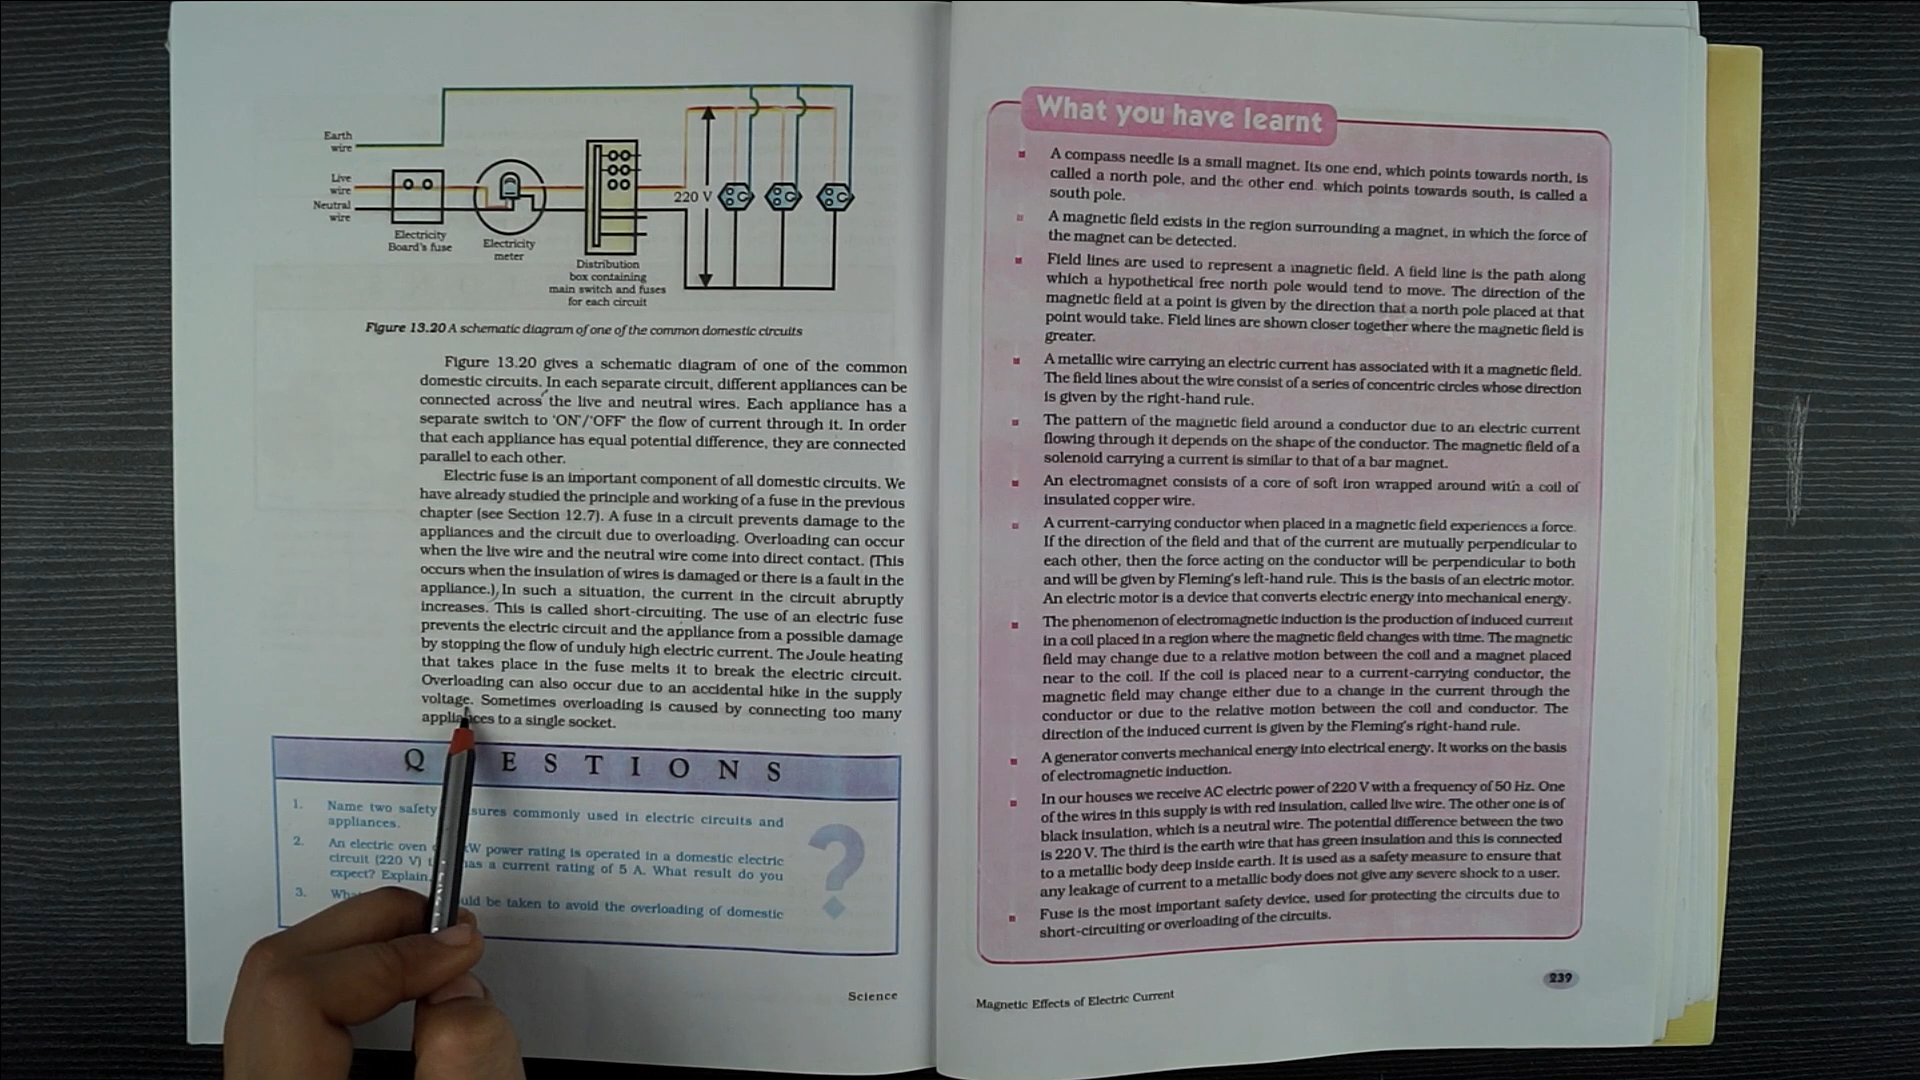 Earth
wire
Live
wire
Neutral
wire
Electricity
Board's fuse
Electricity
meter
Distribution
box containing
main switch and fuses
for each circuit
220 V
Figure 13.20 A schematic diagram of one of the common domestic circuits
Figure 13.20 gives a schematic diagram of one of the common
domestic circuits. In each separate circuit, different appliances can be
connected across the live and neutral wires. Each appliance has a
separate switch to 'ON'/'OFF' the flow of current through it. In order
that each appliance has equal potential difference, they are connected
parallel to each other.
Electric fuse is an important component of all domestic circuits. We
have already studied the principle and working of a fuse in the previous
chapter (see Section 12.7). A fuse in a circuit prevents damage to the
appliances and the circuit due to overloading. Overloading can occur
when the live wire and the neutral wire come into direct contact. (This
occurs when the insulation of wires is damaged or there is a fault in the
appliance.) In such a situation, the current in the circuit abruptly
increases. This is called short-circuiting. The use of an electric fuse
prevents the electric circuit and the appliance from a possible damage
by stopping the flow of unduly high electric current. The Joule heating
that takes place in the fuse melts it to break the electric circuit.
Overloading can also occur due to an accidental hike in the supply
voltage. Sometimes overloading is caused by connecting too many
appliances to a single socket.
Q E S T I O N S
1. Name two safety commonly used in electric circuits and
appliances.
2. An electric oven kW power rating is operated in a domestic electric
circuit (220 V) has a current rating of 5 A. What result do you
expect? Explain.
3. be taken to avoid the overloading of domestic
?
Science
What you have learnt
A compass needle is a small magnet. Its one end, which points towards north, is
called a north pole, and the other end, which points towards south, is called a
south pole.
A magnetic field exists in the region surrounding a magnet, in which the force of
the magnet can be detected.
Field lines are used to represent a magnetic field. A field line is the path along
which a hypothetical free north pole would tend to move. The direction of the
magnetic field at a point is given by the direction that a north pole placed at that
point would take. Field lines are shown closer together where the magnetic field is
greater.
A metallic wire carrying an electric current has associated with it a magnetic field.
The field lines about the wire consist of a series of concentric circles whose direction
is given by the right-hand rule.
The pattern of the magnetic field around a conductor due to an electric current
flowing through it depends on the shape of the conductor. The magnetic field of a
solenoid carrying a current is similar to that of a bar magnet.
An electromagnet consists of a core of soft iron wrapped around with a coil of
insulated copper wire.
A current-carrying conductor when placed in a magnetic field experiences a force.
If the direction of the field and that of the current are mutually perpendicular to
each other, then the force acting on the conductor will be perpendicular to both
and will be given by Fleming's left-hand rule. This is the basis of an electric motor.
An electric motor is a device that converts electric energy into mechanical energy.
The phenomenon of electromagnetic induction is the production of induced current
in a coil placed in a region where the magnetic field changes with time. The magnetic
field may change due to a relative motion between the coil and a magnet placed
near to the coil. If the coil is placed near to a current-carrying conductor, the
magnetic field may change either due to a change in the current through the
conductor or due to the relative motion between the coil and conductor. The
direction of the induced current is given by the Fleming's right-hand rule.
A generator converts mechanical energy into electrical energy. It works on the basis
of electromagnetic induction.
In our houses we receive AC electric power of 220 V with a frequency of 50 Hz. One
of the wires in this supply is with red insulation, called live wire. The other one is of
black insulation, which is a neutral wire. The potential difference between the two
is 220 V. The third is the earth wire that has green insulation and this is connected
to a metallic body deep inside earth. It is used as a safety measure to ensure that
any leakage of current to a metallic body does not give any severe shock to a user.
Fuse is the most important safety device, used for protecting the circuits due to
short-circuiting or overloading of the circuits.
239
Magnetic Effects of Electric Current